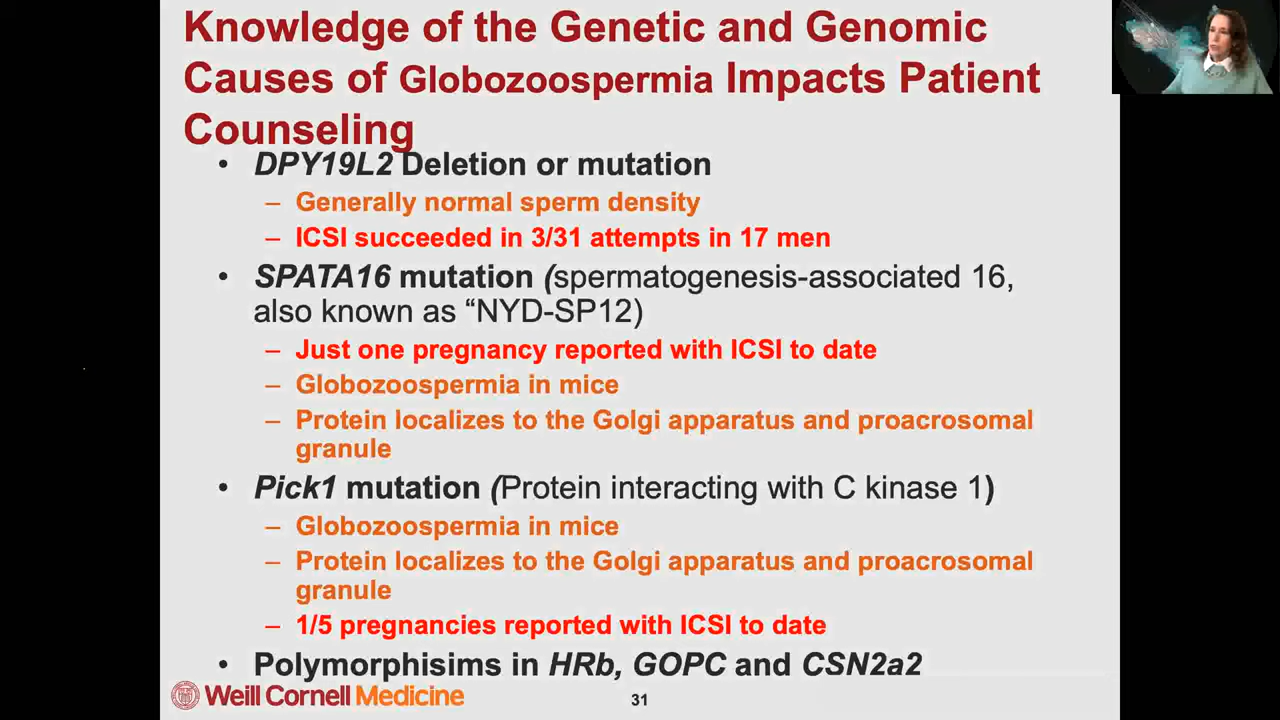 Knowledge of the Genetic and Genomic
Causes of Globozoospermia Impacts Patient
Counseling
• DPY19L2 Deletion or mutation
– Generally normal sperm density
– ICSI succeeded in 3/31 attempts in 17 men
• SPATA16 mutation (spermatogenesis-associated 16,
also known as “NYD-SP12)
– Just one pregnancy reported with ICSI to date
– Globozoospermia in mice
– Protein localizes to the Golgi apparatus and proacrosomal
granule
• Pick1 mutation (Protein interacting with C kinase 1)
– Globozoospermia in mice
– Protein localizes to the Golgi apparatus and proacrosomal
granule
– 1/5 pregnancies reported with ICSI to date
• Polymorphisims in HRb, GOPC and CSN2a2
Weill Cornell Medicine
31